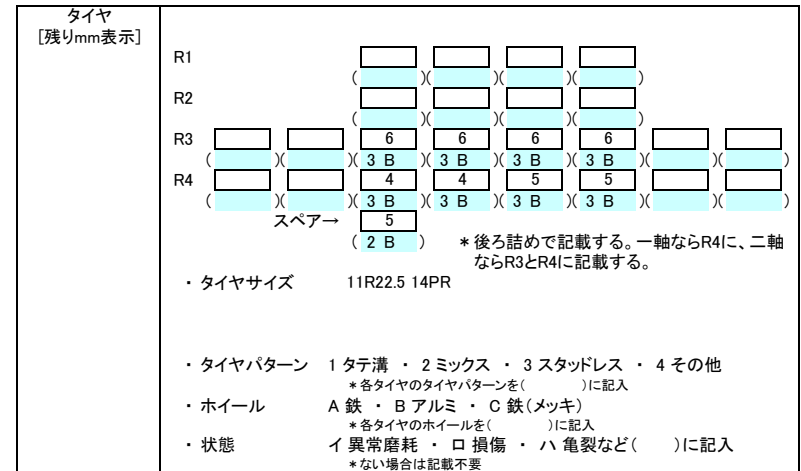 タイヤ
[残りmm表示]
R1
( )( )( )( )
R2
( )( )( )( )
R3 6 6 6 6
( )( )( 3 B )( 3 B )( 3 B )( 3 B )( )( )
R4 4 4 5 5
( )( )( 3 B )( 3 B )( 3 B )( 3 B )( )( )
スペア→ 5
( 2 B ) *後ろ詰めで記載する。一軸ならR4に、二軸
ならR3とR4に記載する。
・タイヤサイズ 11R22.5 14PR
・タイヤパターン 1 タテ溝 ・ 2 ミックス ・ 3 スタッドレス ・ 4 その他
*各タイヤのタイヤパターンを( )に記入
・ホイール A 鉄 ・ B アルミ ・ C 鉄(メッキ)
*各タイヤのホイールを( )に記入
・状態 イ 異常磨耗 ・ ロ 損傷 ・ ハ 亀裂など( )に記入
*ない場合は記載不要